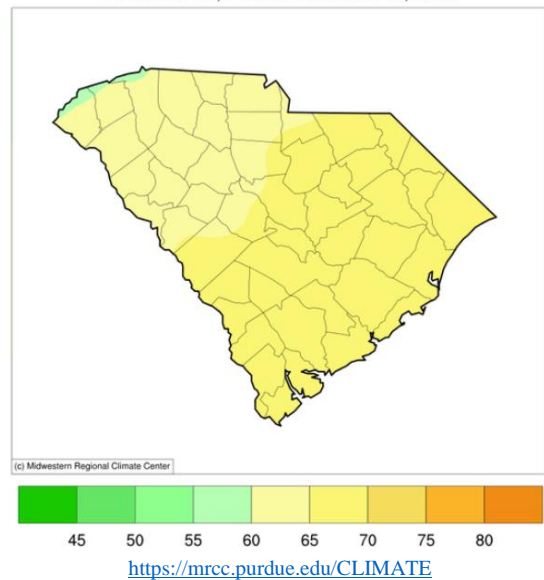 (c) Midwestern Regional Climate Center
45 50 55 60 65 70 75 80
https://mrcc.purdue.edu/CLIMATE